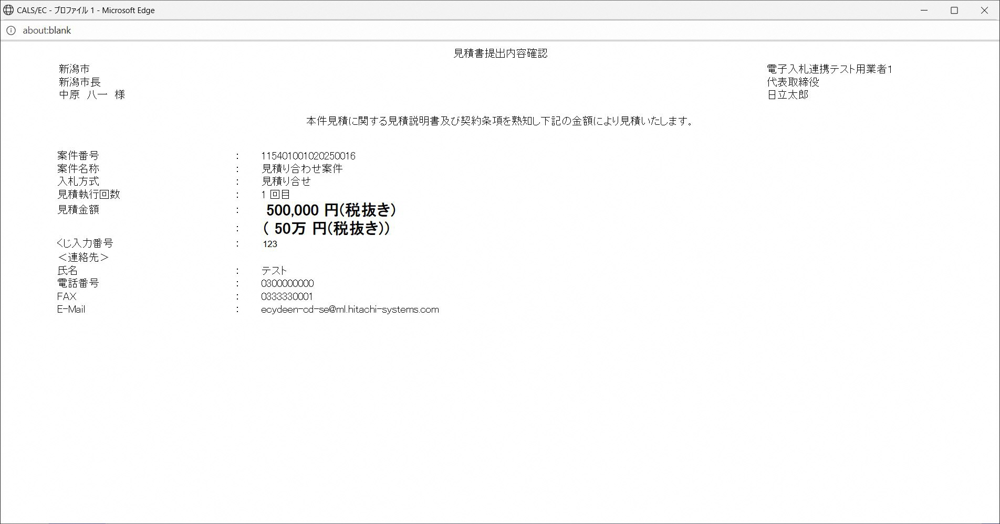 CALS/EC - プロファイル 1 - Microsoft Edge
about:blank
見積書提出内容確認
新潟市
新潟市長
中原　八一　様
電子入札連携テスト用業者1
代表取締役
日立太郎
本件見積に関する見積説明書及び契約条項を熟知し下記の金額により見積いたします。
案件番号 : 115401001020250016
案件名称 : 見積り合わせ案件
入札方式 : 見積り合せ
見積執行回数 : 1 回目
見積金額 : 500,000 円(税抜き)
: ( 50万 円(税抜き))
くじ入力番号 : 123
＜連絡先＞
氏名 : テスト
電話番号 : 0300000000
FAX : 0333330001
E-Mail : ecydeen-cd-se@ml.hitachi-systems.com